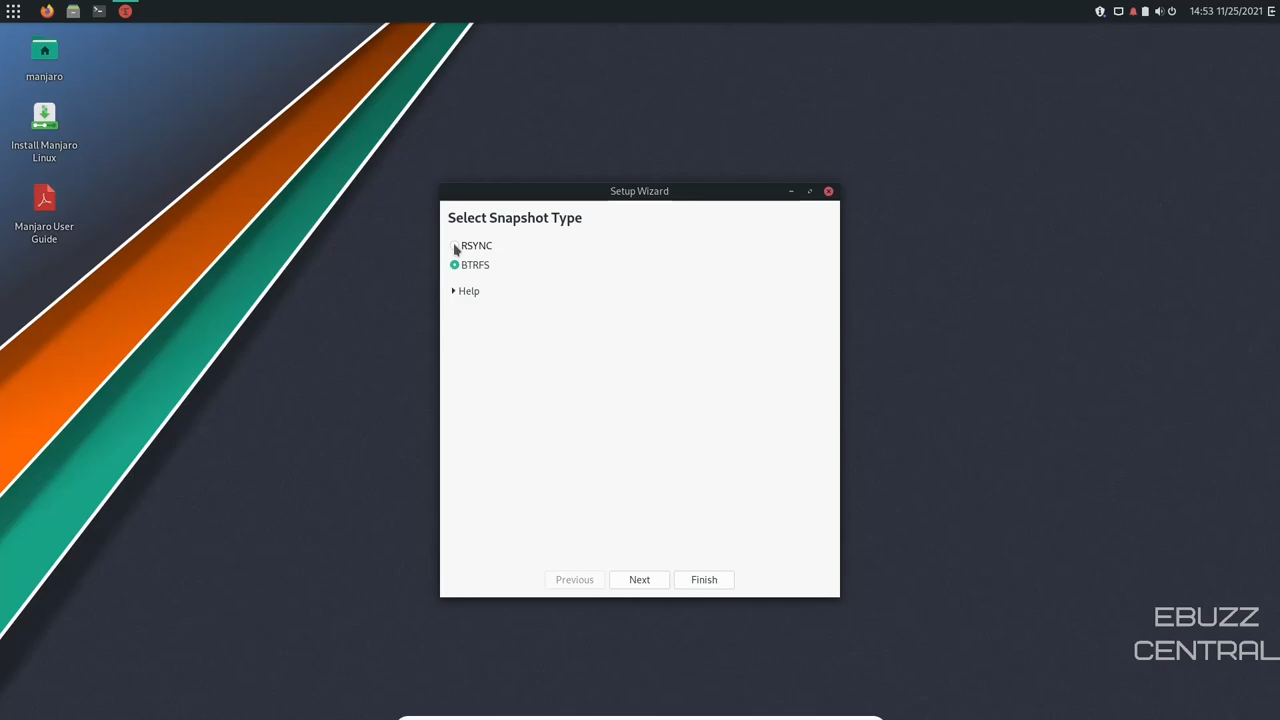 14:53 11/25/2021
manjaro
Install Manjaro
Linux
Manjaro User
Guide
Setup Wizard
Select Snapshot Type
RSYNC
BTRFS
Help
Previous
Next
Finish
EBUZZ
CENTRAL